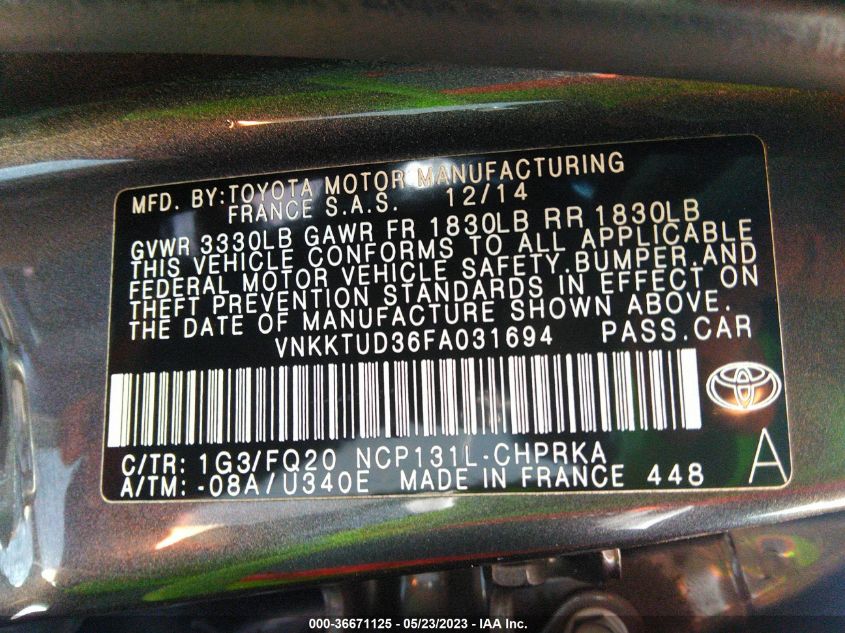 MFD. BY:TOYOTA MOTOR MANUFACTURING
FRANCE S.A.S. 12/14
GVWR 3330LB GAWR FR 1830LB RR 1830LB
THIS VEHICLE CONFORMS TO ALL APPLICABLE
FEDERAL MOTOR VEHICLE SAFETY,BUMPER,AND
THEFT PREVENTION STANDARDS IN EFFECT ON
THE DATE OF MANUFACTURE SHOWN ABOVE.
VNKKTUD36FA031694 PASS.CAR
C/TR: 1G3/FQ20 NCP131L-CHPRKA A
A/TM: -08A/U340E MADE IN FRANCE 448
000-36671125 - 05/23/2023 - IAA Inc.